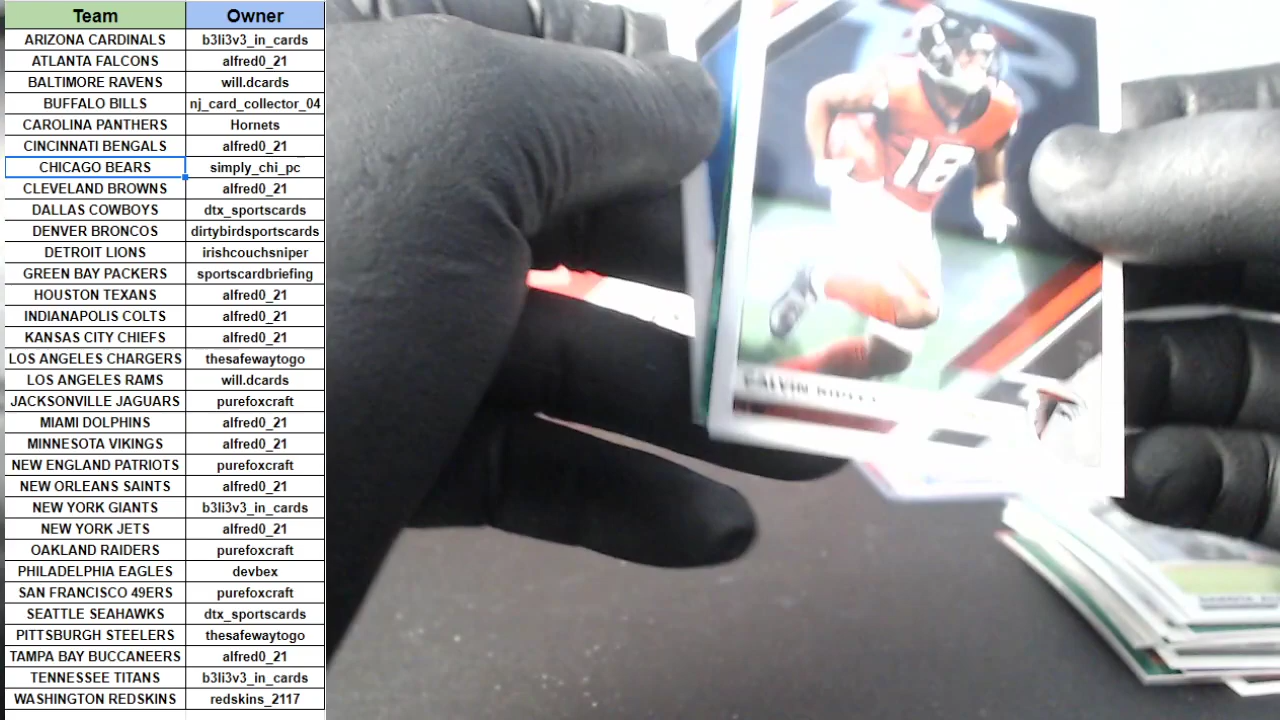 Team Owner
ARIZONA CARDINALS b3li3v3_in_cards
ATLANTA FALCONS alfred0_21
BALTIMORE RAVENS will.dcards
BUFFALO BILLS nj_card_collector_04
CAROLINA PANTHERS Hornets
CINCINNATI BENGALS alfred0_21
CHICAGO BEARS simply_chi_pc
CLEVELAND BROWNS alfred0_21
DALLAS COWBOYS dtx_sportscards
DENVER BRONCOS dirtybirdsportscards
DETROIT LIONS irishcouchsniper
GREEN BAY PACKERS sportscardbriefing
HOUSTON TEXANS alfred0_21
INDIANAPOLIS COLTS alfred0_21
KANSAS CITY CHIEFS alfred0_21
LOS ANGELES CHARGERS thesafewaytogo
LOS ANGELES RAMS will.dcards
JACKSONVILLE JAGUARS purefoxcraft
MIAMI DOLPHINS alfred0_21
MINNESOTA VIKINGS alfred0_21
NEW ENGLAND PATRIOTS purefoxcraft
NEW ORLEANS SAINTS alfred0_21
NEW YORK GIANTS b3li3v3_in_cards
NEW YORK JETS alfred0_21
OAKLAND RAIDERS purefoxcraft
PHILADELPHIA EAGLES devbex
SAN FRANCISCO 49ERS purefoxcraft
SEATTLE SEAHAWKS dtx_sportscards
PITTSBURGH STEELERS thesafewaytogo
TAMPA BAY BUCCANEERS alfred0_21
TENNESSEE TITANS b3li3v3_in_cards
WASHINGTON REDSKINS redskins_2117
18
CALVIN RIDLEY